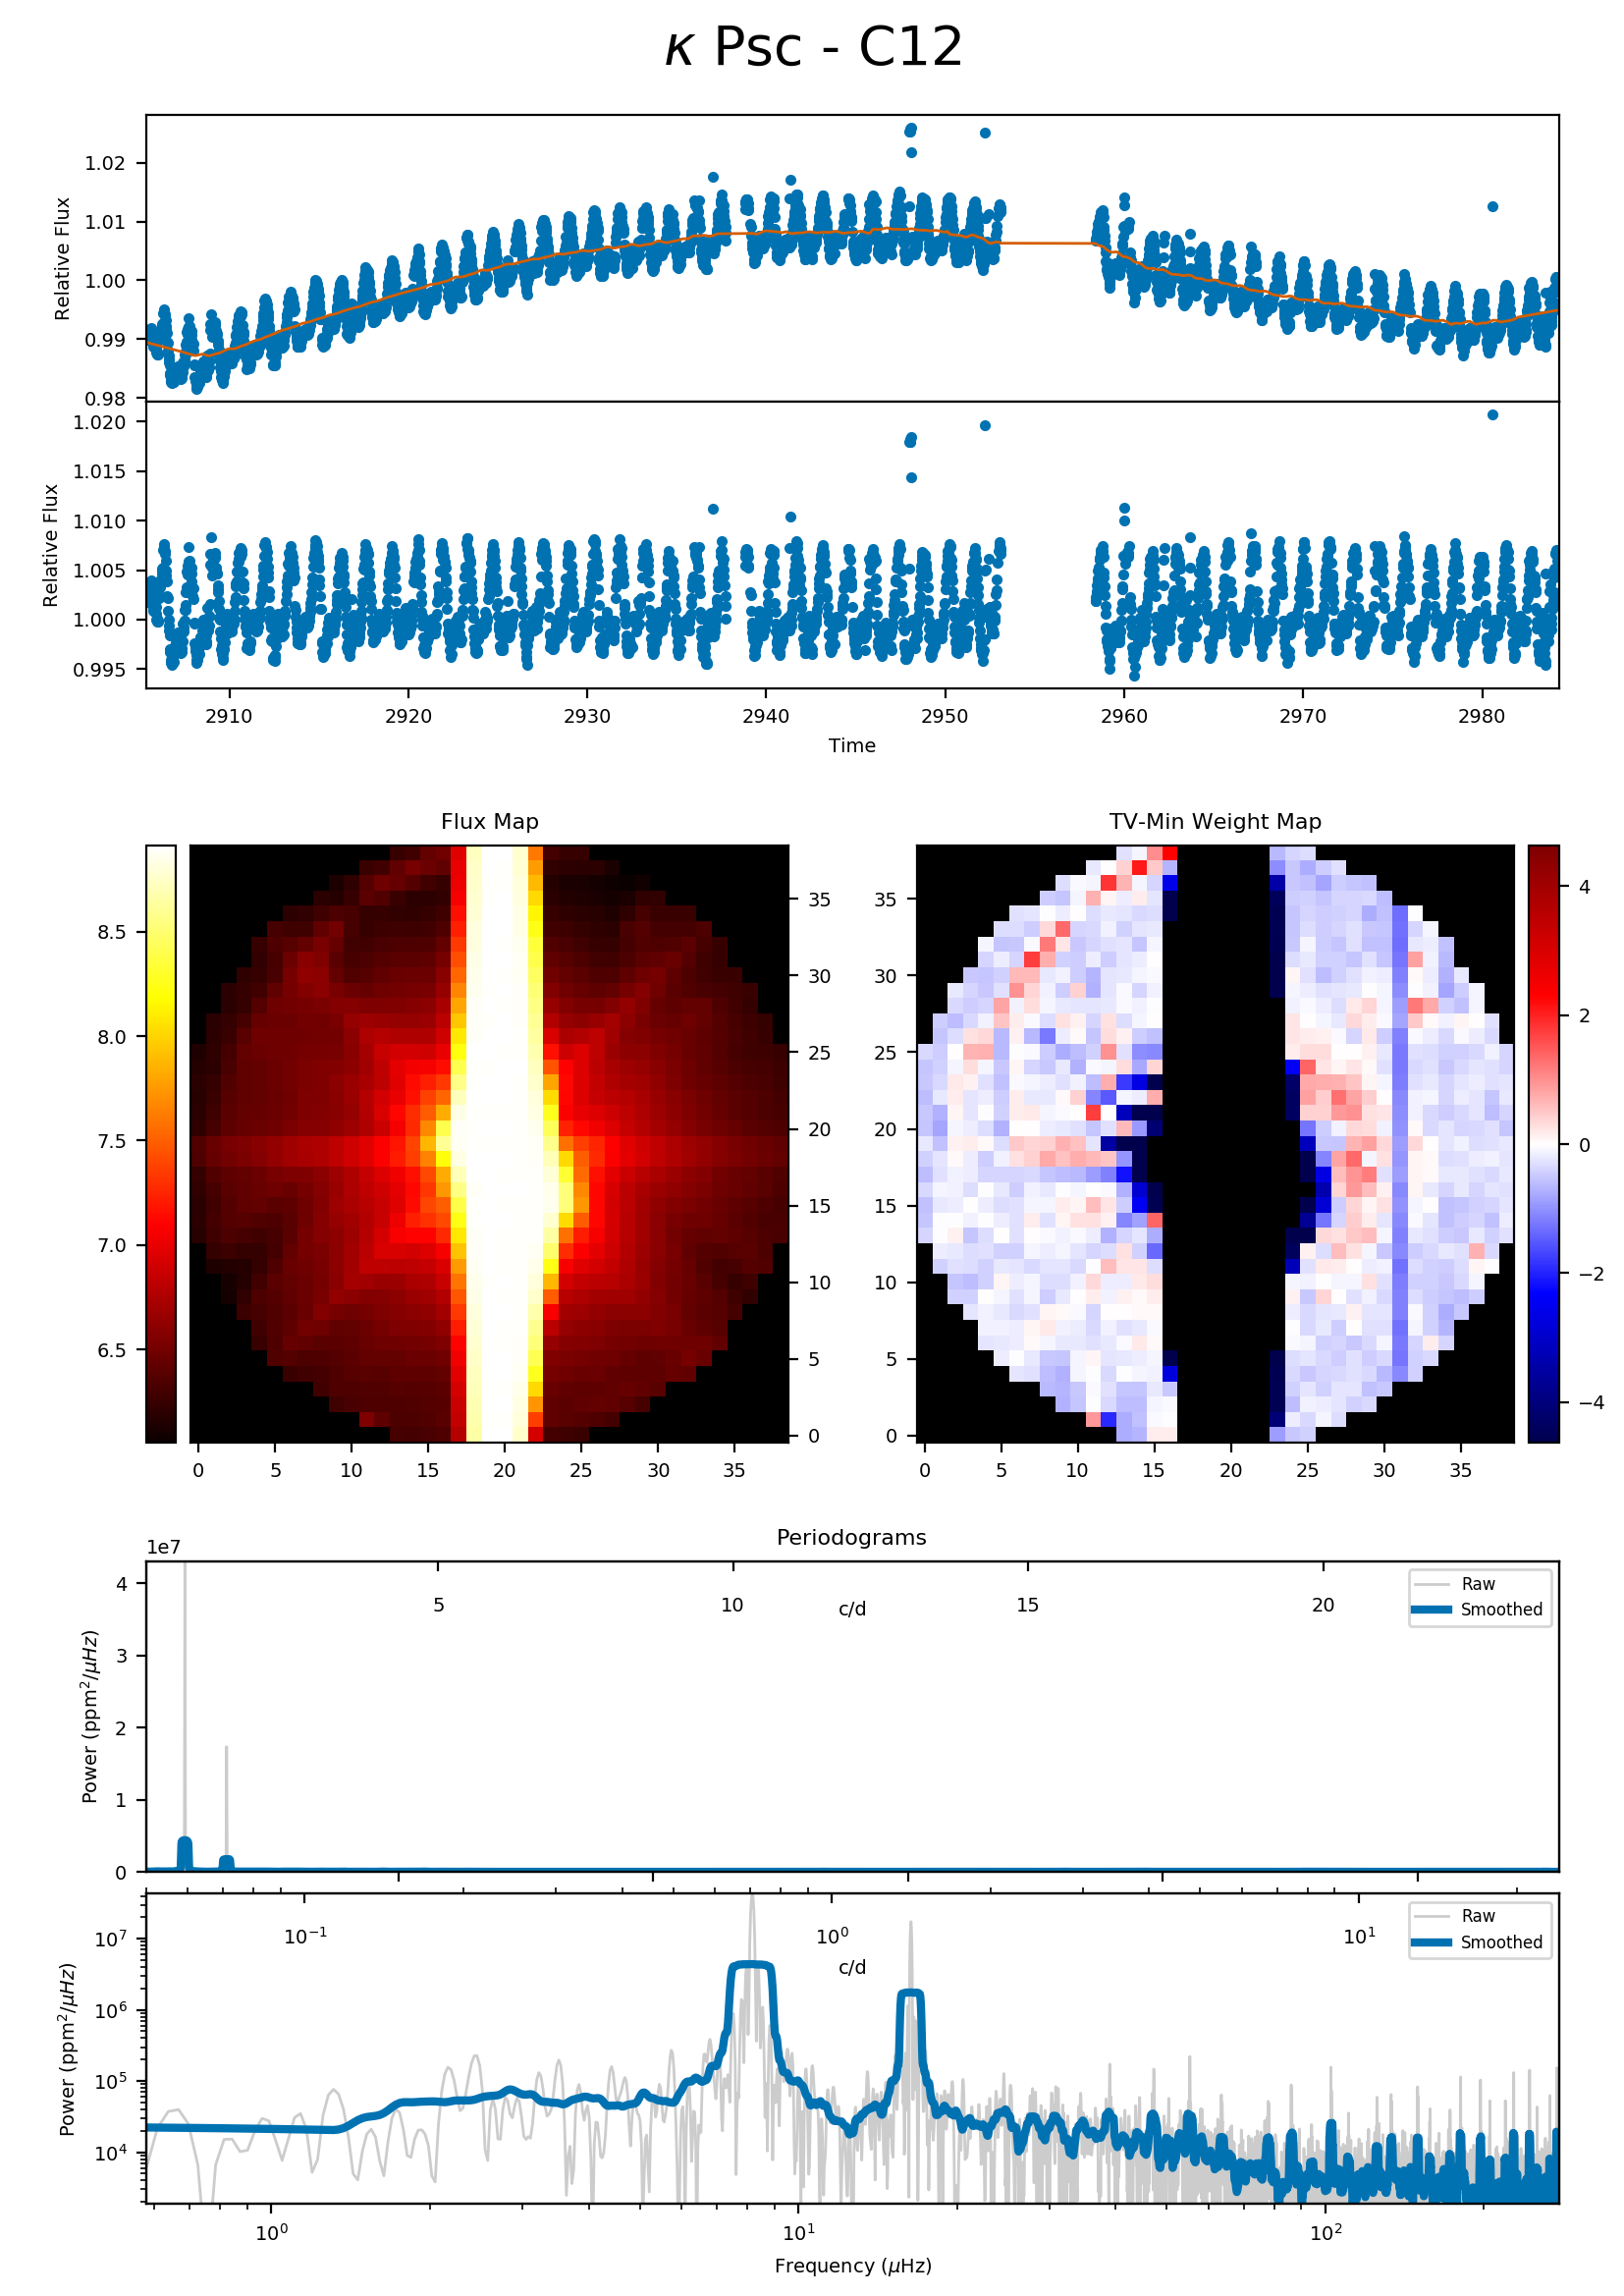 κ Psc - C12
Relative Flux
1.02
1.01
1.00
0.99
0.98
Relative Flux
1.020
1.015
1.010
1.005
1.000
0.995
2910 2920 2930 2940 2950 2960 2970 2980
Time
Flux Map
TV-Min Weight Map
8.5
8.0
7.5
7.0
6.5
35
30
25
20
15
10
5
0
0 5 10 15 20 25 30 35
35
30
25
20
15
10
5
0
0 5 10 15 20 25 30 35
4
2
0
−2
−4
Periodograms
1e7
Power (ppm²/μHz)
4
3
2
1
0
5 10 15 20
c/d
Raw
Smoothed
Power (ppm²/μHz)
10⁷
10⁶
10⁵
10⁴
10⁻¹ 10⁰ 10¹
c/d
Raw
Smoothed
10⁰ 10¹ 10²
Frequency (μHz)